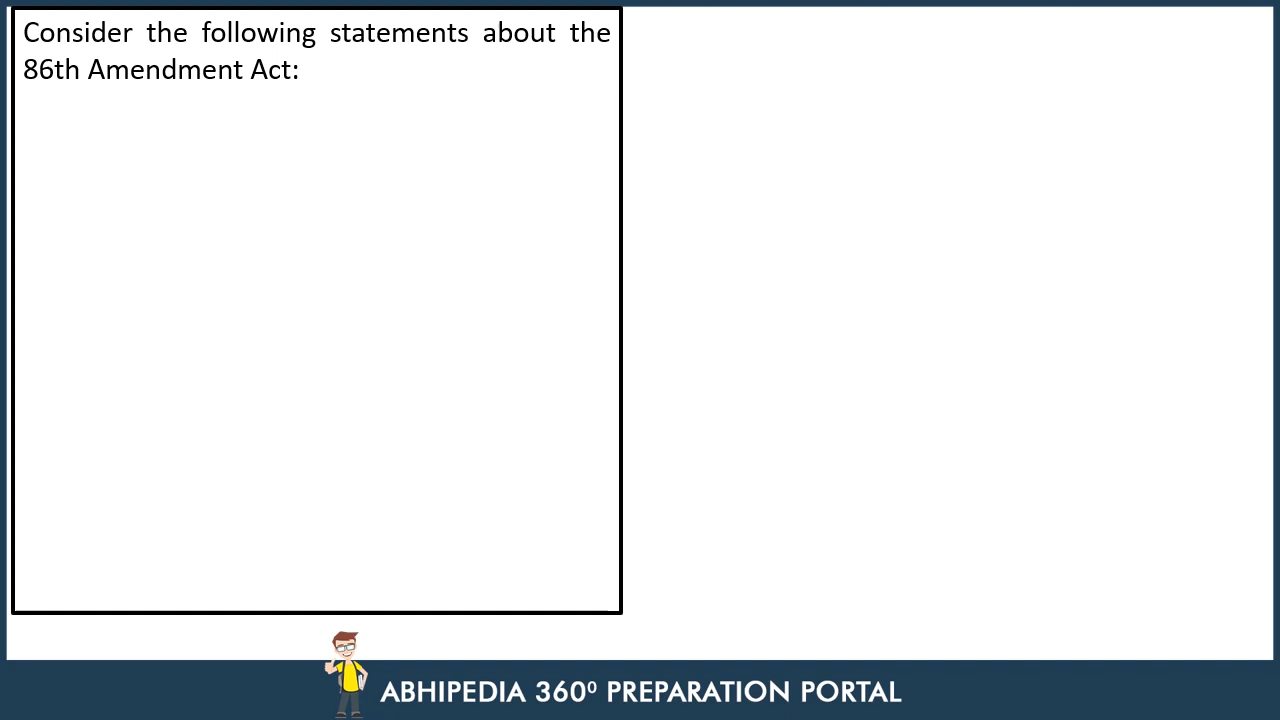 Consider the following statements about the
86th Amendment Act:
ABHIPEDIA 360⁰ PREPARATION PORTAL